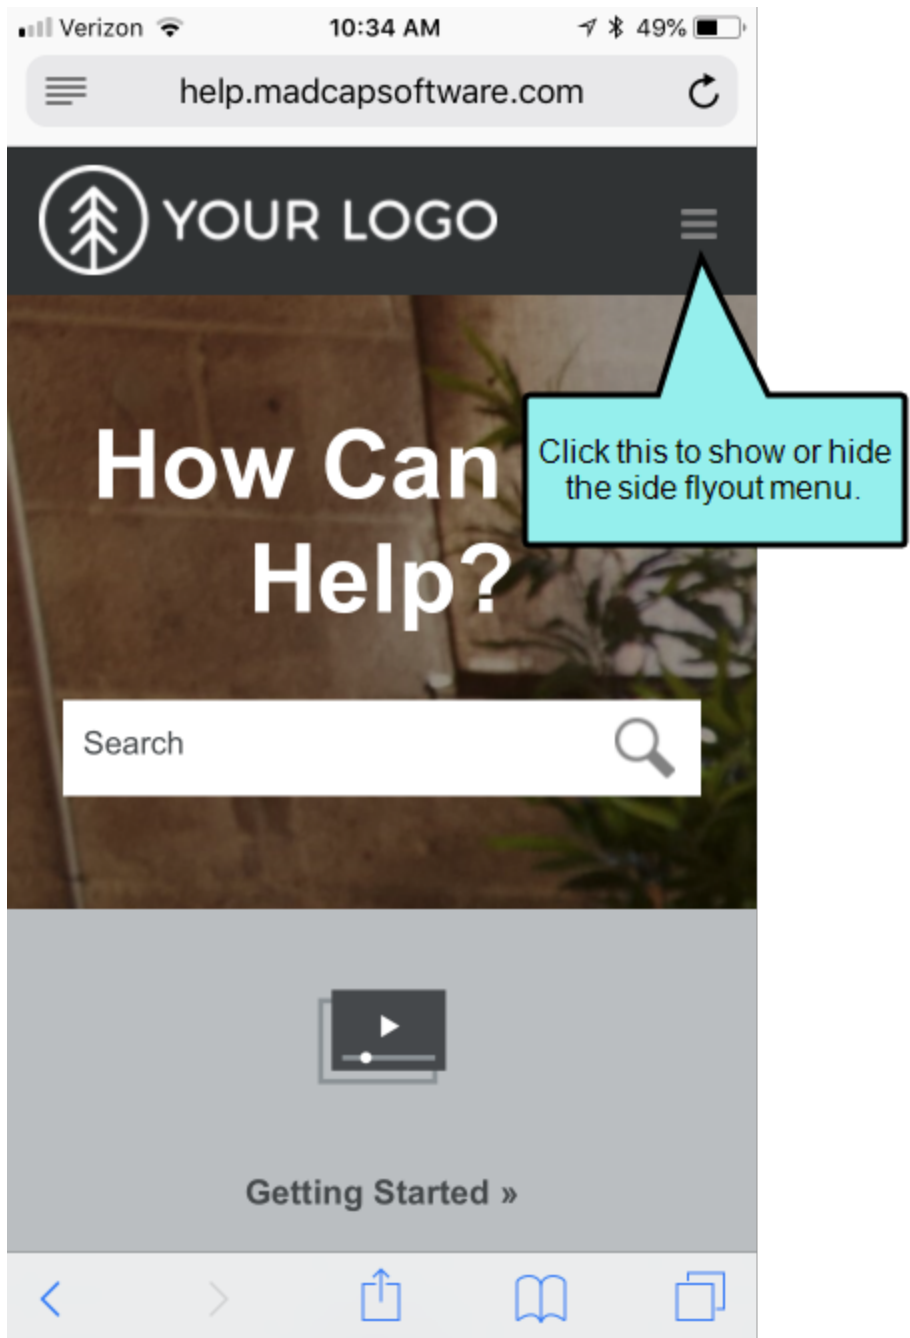 Verizon 10:34 AM 49%
help.madcapsoftware.com
YOUR LOGO
Click this to show or hide
the side flyout menu.
How Can
Help?
Search
Getting Started »